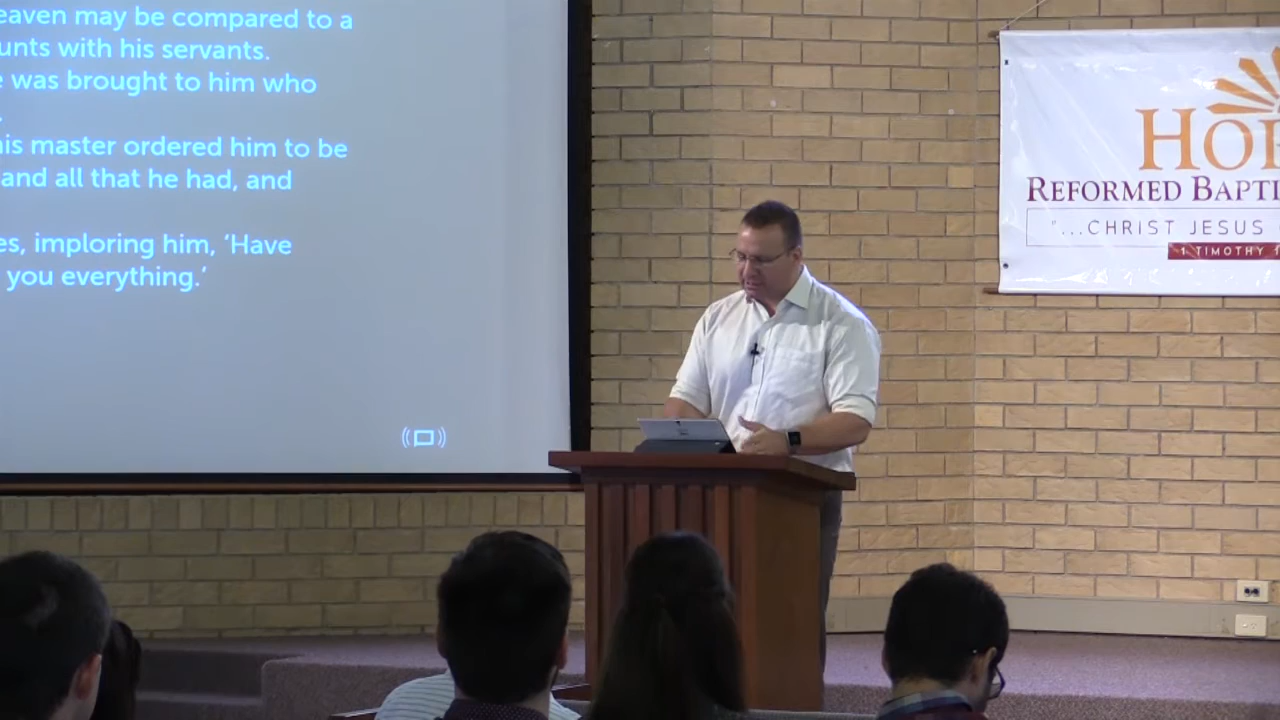 eaven may be compared to a
unts with his servants.
e was brought to him who
is master ordered him to be
and all that he had, and
es, imploring him, ‘Have
you everything.’
HOP
REFORMED BAPTI
"...CHRIST JESUS
1 TIMOTHY 1